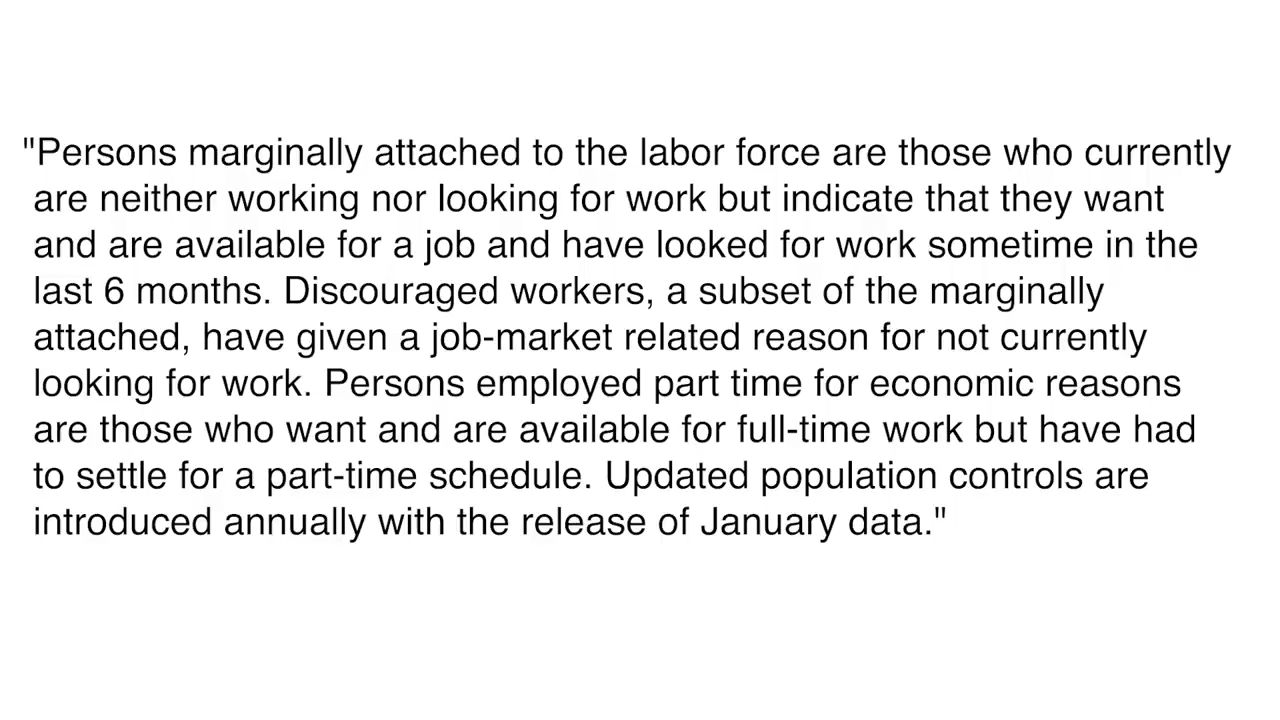 "Persons marginally attached to the labor force are those who currently
are neither working nor looking for work but indicate that they want
and are available for a job and have looked for work sometime in the
last 6 months. Discouraged workers, a subset of the marginally
attached, have given a job-market related reason for not currently
looking for work. Persons employed part time for economic reasons
are those who want and are available for full-time work but have had
to settle for a part-time schedule. Updated population controls are
introduced annually with the release of January data."